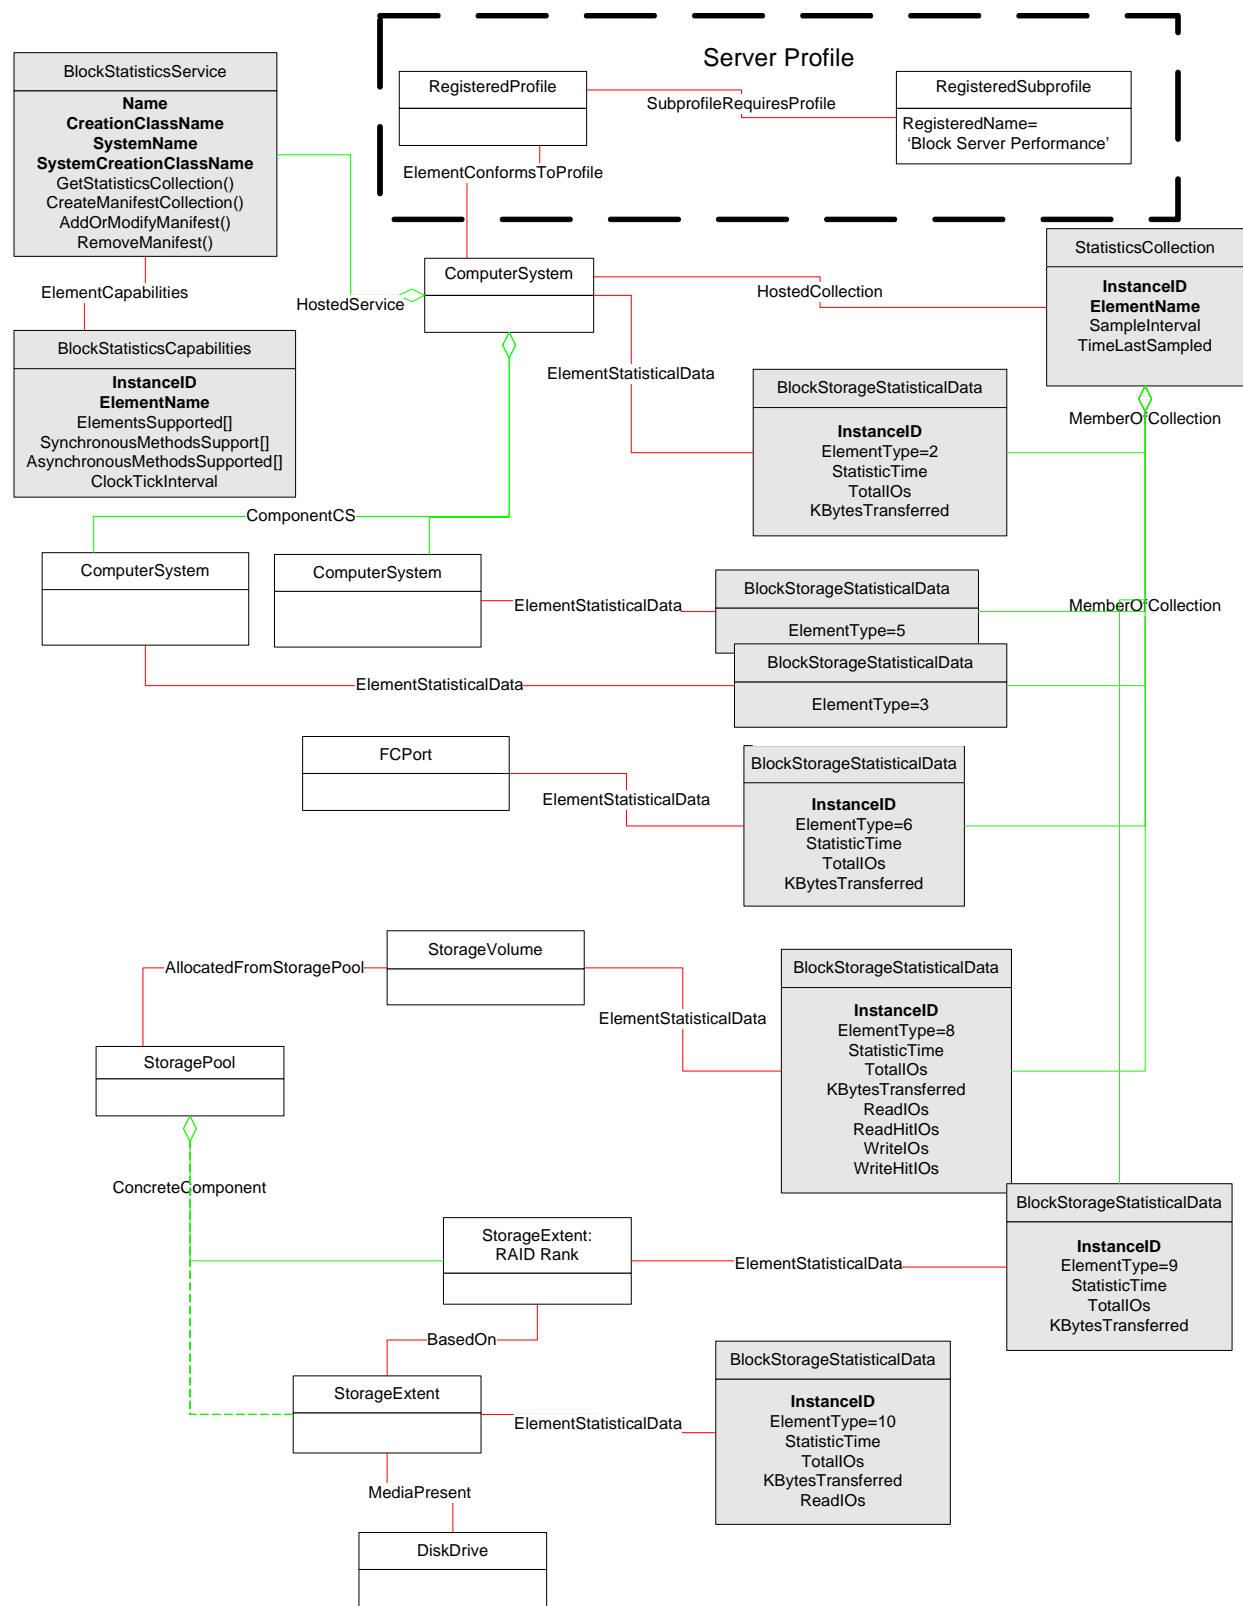 Server Profile
BlockStatisticsService
Name
CreationClassName
SystemName
SystemCreationClassName
GetStatisticsCollection()
CreateManifestCollection()
AddOrModifyManifest()
RemoveManifest()
RegisteredProfile
SubprofileRequiresProfile
RegisteredSubprofile
RegisteredName=
'Block Server Performance'
ElementConformsToProfile
ElementCapabilities
HostedService
ComputerSystem
HostedCollection
StatisticsCollection
InstanceID
ElementName
SampleInterval
TimeLastSampled
BlockStatisticsCapabilities
InstanceID
ElementName
ElementsSupported[]
SynchronousMethodsSupport[]
AsynchronousMethodsSupported[]
ClockTickInterval
ElementStatisticalData
BlockStorageStatisticalData
InstanceID
ElementType=2
StatisticTime
TotalIOs
KBytesTransferred
MemberOfCollection
ComponentCS
ComputerSystem
ComputerSystem
ElementStatisticalData
BlockStorageStatisticalData
ElementType=5
MemberOfCollection
ElementStatisticalData
BlockStorageStatisticalData
ElementType=3
FCPort
ElementStatisticalData
BlockStorageStatisticalData
InstanceID
ElementType=6
StatisticTime
TotalIOs
KBytesTransferred
AllocatedFromStoragePool
StorageVolume
ElementStatisticalData
BlockStorageStatisticalData
InstanceID
ElementType=8
StatisticTime
TotalIOs
KBytesTransferred
ReadIOs
ReadHitIOs
WriteIOs
WriteHitIOs
StoragePool
ConcreteComponent
StorageExtent:
RAID Rank
ElementStatisticalData
BlockStorageStatisticalData
InstanceID
ElementType=9
StatisticTime
TotalIOs
KBytesTransferred
BasedOn
StorageExtent
ElementStatisticalData
BlockStorageStatisticalData
InstanceID
ElementType=10
StatisticTime
TotalIOs
KBytesTransferred
ReadIOs
MediaPresent
DiskDrive